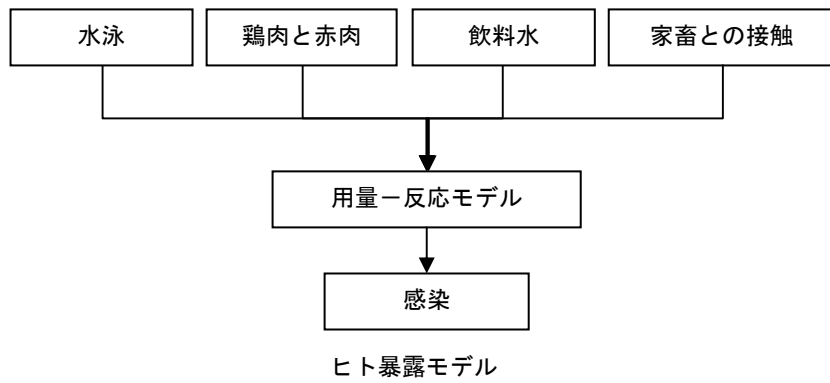 水泳
鶏肉と赤肉
飲料水
家畜との接触
用量－反応モデル
感染
ヒト暴露モデル